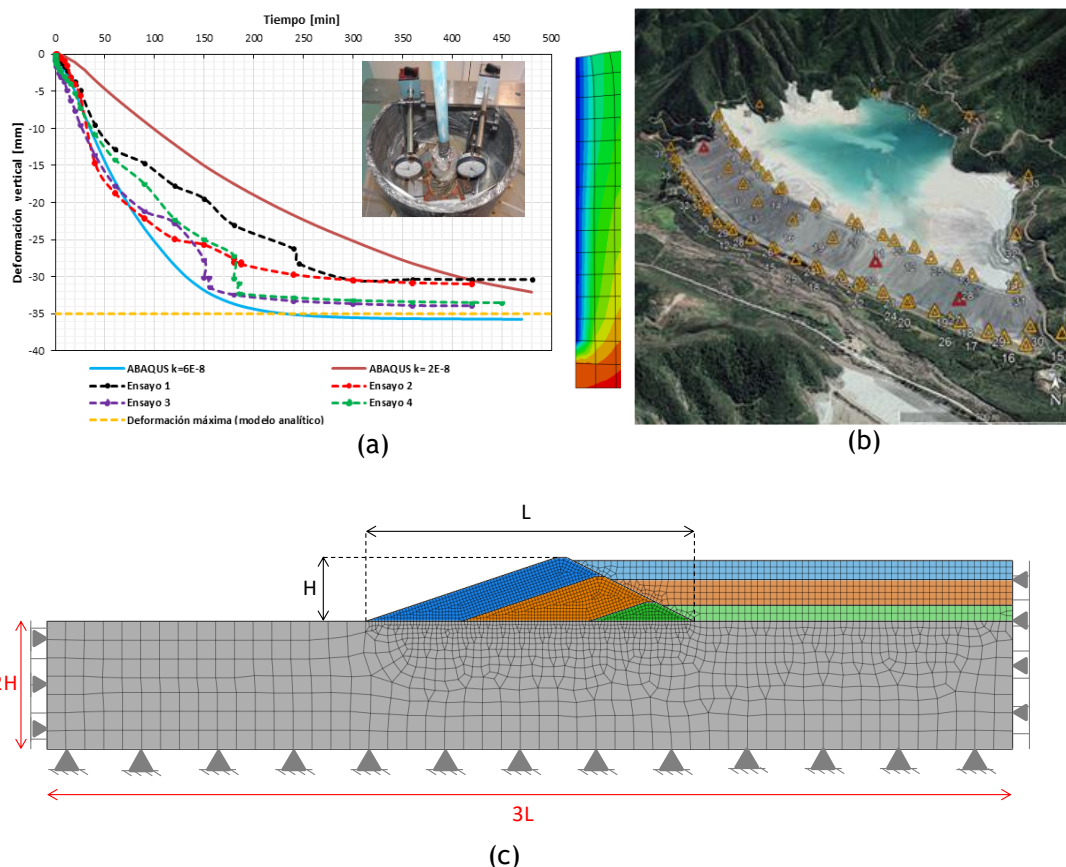 Tiempo [min]
0 50 100 150 200 250 300 350 400 450 500
Deformación vertical [mm]
0
-5
-10
-15
-20
-25
-30
-35
-40
ABAQUS k=6E-8
ABAQUS k= 2E-8
Ensayo 1
Ensayo 2
Ensayo 3
Ensayo 4
Deformación máxima (modelo analítico)
(a)
N
(b)
L
H
2H
3L
(c)